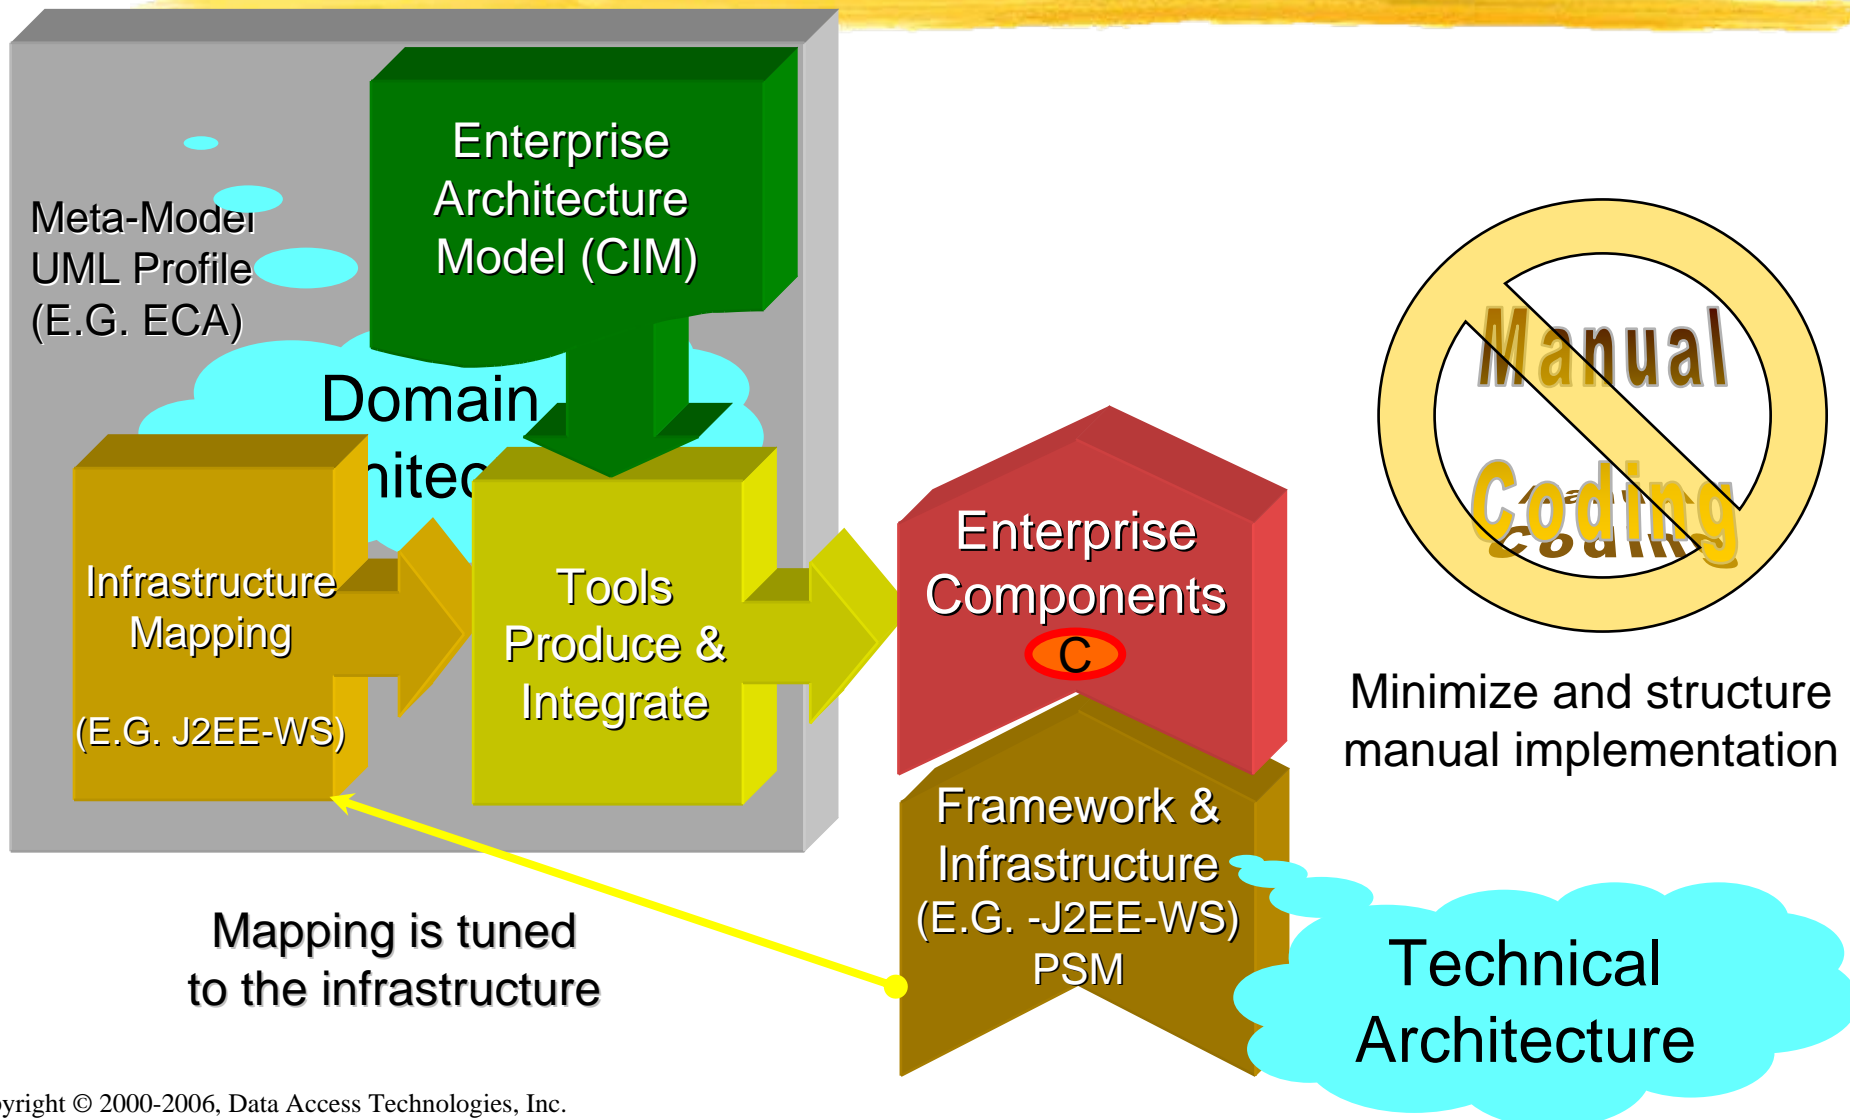 Enterprise
Architecture
Model (CIM)
Meta-Model
UML Profile
(E.G. ECA)
Domain
Infrastructure
Mapping
(E.G. J2EE-WS)
Tools
Produce &
Integrate
Enterprise
Components
C
Manual
Coding
Minimize and structure
manual implementation
Framework &
Infrastructure
(E.G. -J2EE-WS)
PSM
Mapping is tuned
to the infrastructure
Technical
Architecture
pyright © 2000-2006, Data Access Technologies, Inc.